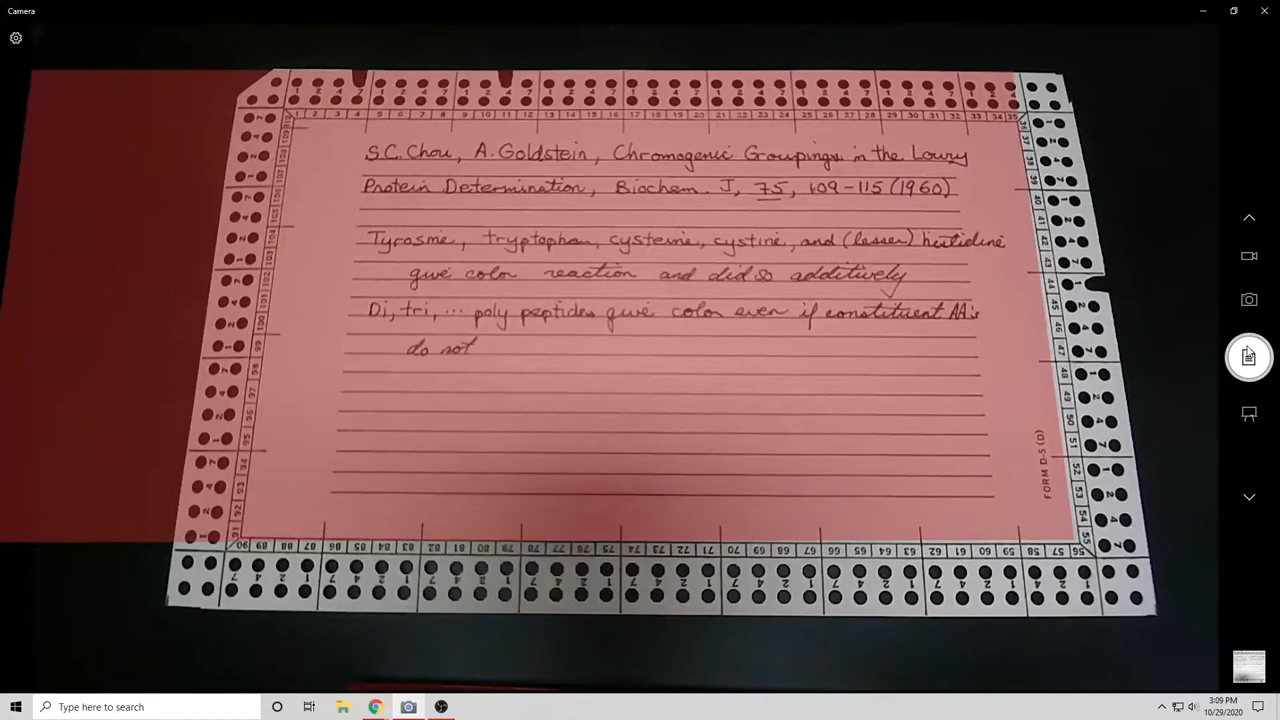 Camera
S.C. Chou, A. Goldstein, Chromogenic Groupings in the Lowry
Protein Determination, Biochem. J, 75, 109-115 (1960)
Tyrosine, tryptophan, cysteine, cystine, and (lesser) histidine
give color reaction and did so additively
Di, tri, ... poly peptides give color even if constituent AA's
do not
FORM D-5 (D)
Type here to search
3:09 PM
10/29/2020